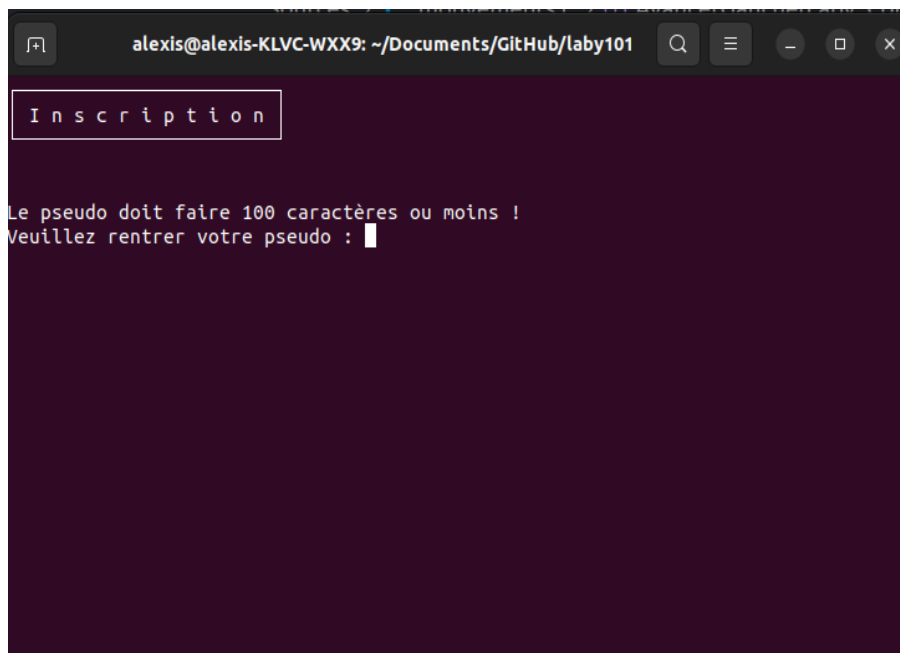 alexis@alexis-KLVC-WXX9: ~/Documents/GitHub/laby101
I n s c r i p t i o n
Le pseudo doit faire 100 caractères ou moins !
Veuillez rentrer votre pseudo :